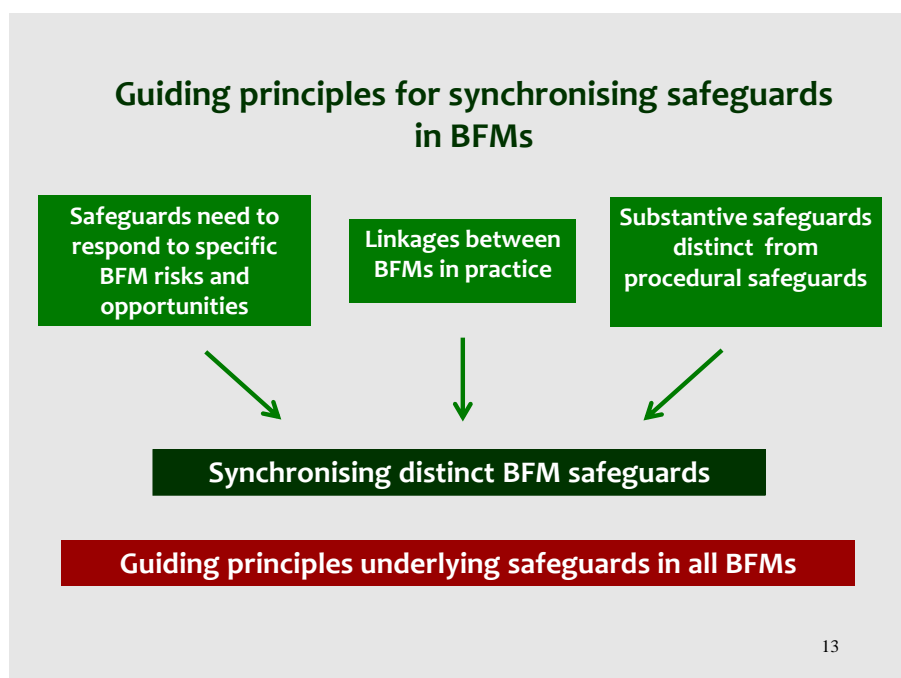 Guiding principles for synchronising safeguards
in BFMs
Safeguards need to
respond to specific
BFM risks and
opportunities
Linkages between
BFMs in practice
Substantive safeguards
distinct from
procedural safeguards
Synchronising distinct BFM safeguards
Guiding principles underlying safeguards in all BFMs
13